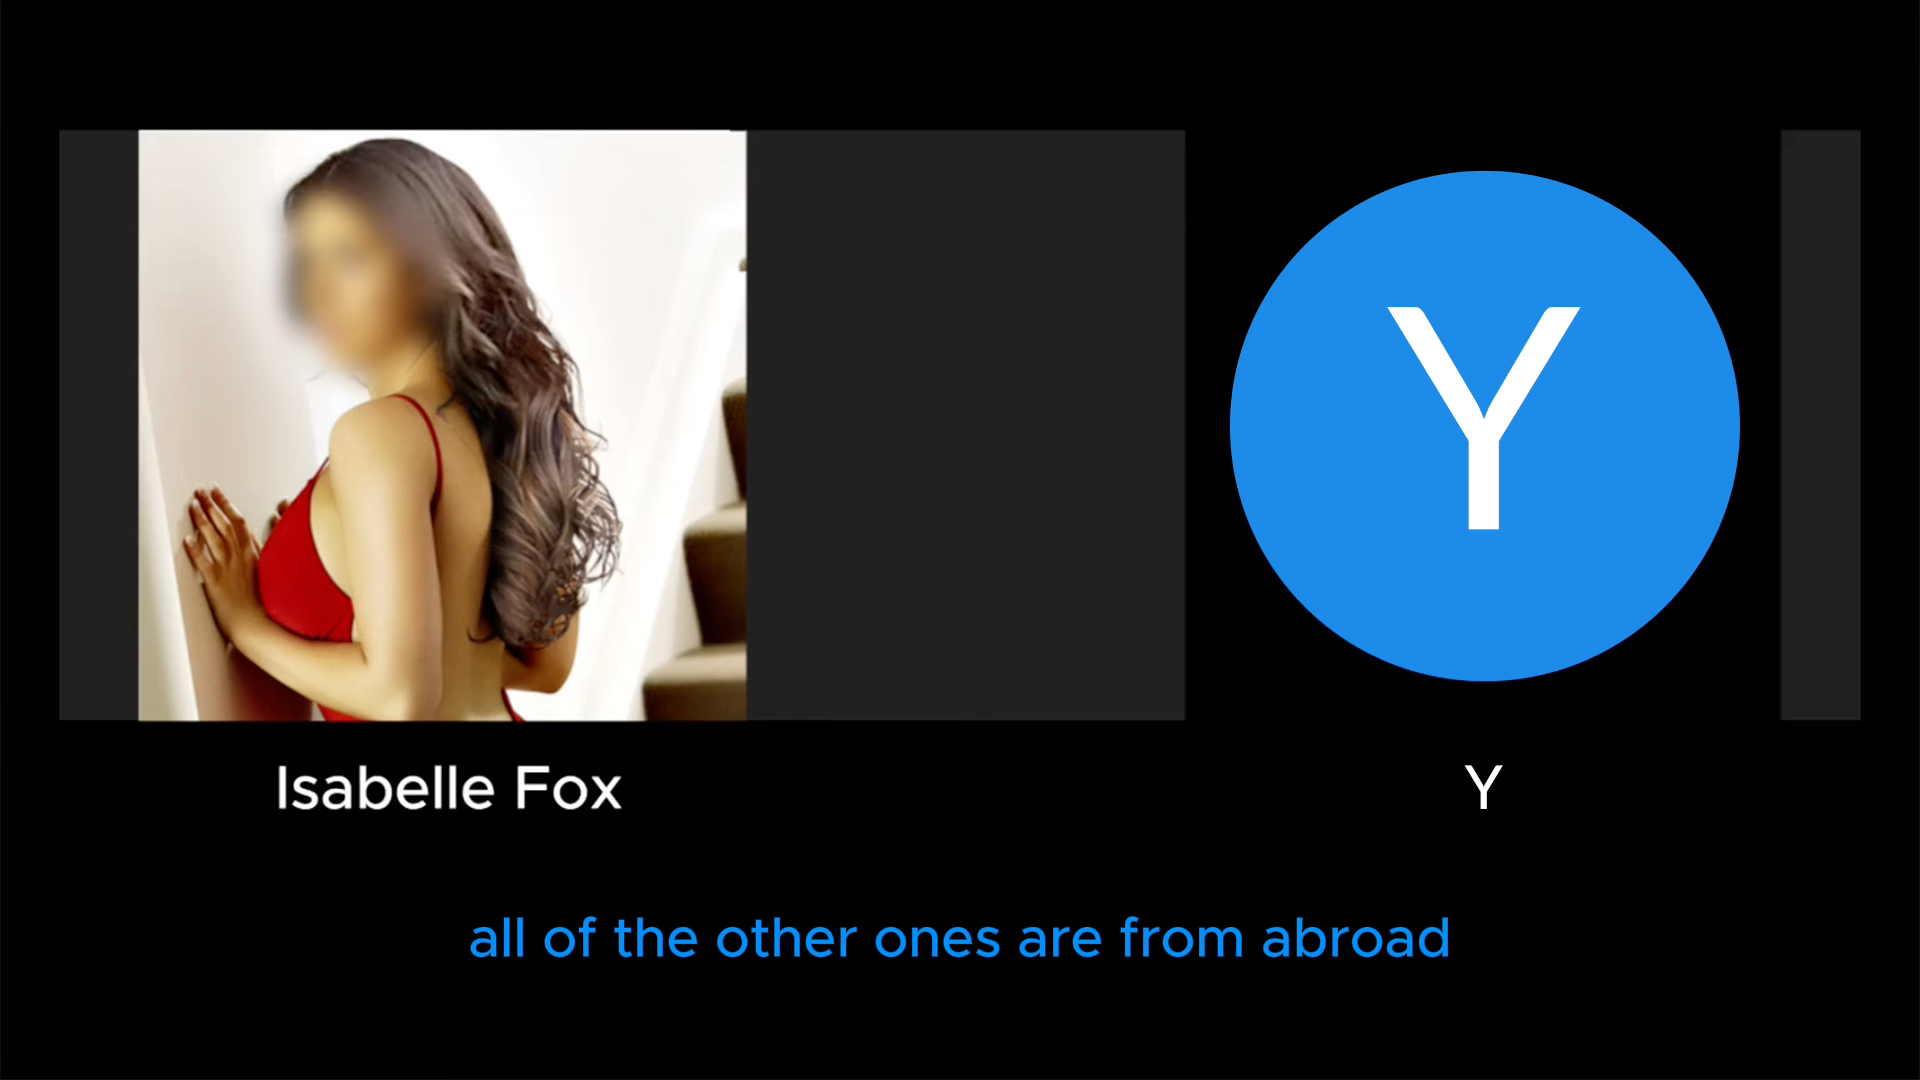 Y
Isabelle Fox
Y
all of the other ones are from abroad